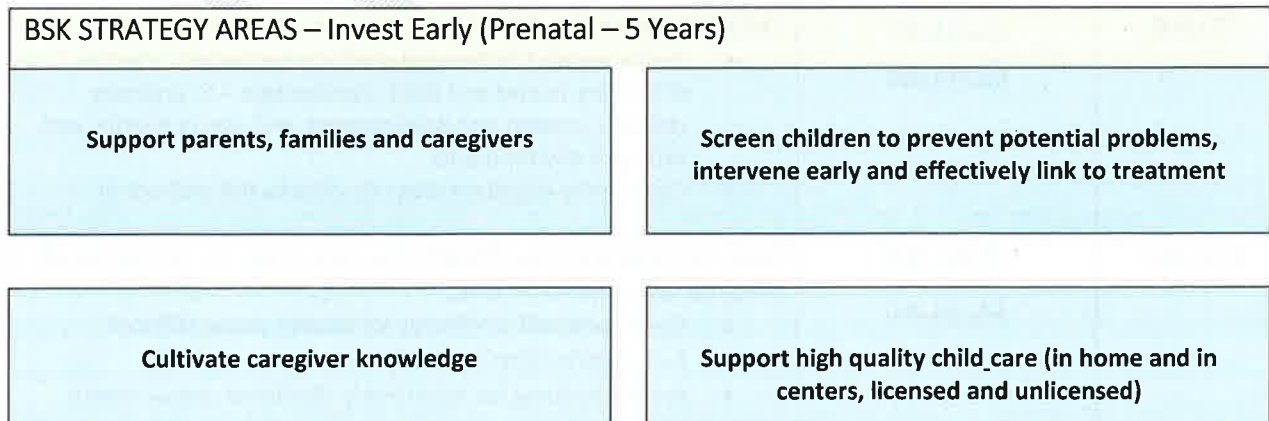 BSK STRATEGY AREAS – Invest Early (Prenatal – 5 Years)
Support parents, families and caregivers
Screen children to prevent potential problems,
intervene early and effectively link to treatment
Cultivate caregiver knowledge
Support high quality child_care (in home and in
centers, licensed and unlicensed)